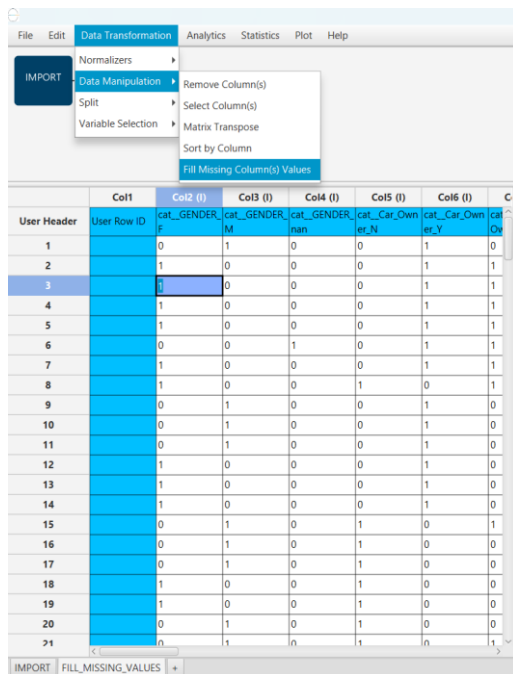 File Edit Data Transformation Analytics Statistics Plot Help
IMPORT
Normalizers
Data Manipulation
Split
Variable Selection
Remove Column(s)
Select Column(s)
Matrix Transpose
Sort by Column
Fill Missing Column(s) Values
Col1 Col2 (I) Col3 (I) Col4 (I) Col5 (I) Col6 (I) C
User Header User Row ID cat__GENDER_F cat__GENDER_M cat__GENDER_nan cat__Car_Owner_N cat__Car_Owner_Y cat Ow
1 0 1 0 0 1 0
2 1 0 0 0 1 1
3 1 0 0 0 1 1
4 1 0 0 0 1 1
5 1 0 0 0 1 1
6 0 0 1 0 1 1
7 1 0 0 0 1 1
8 1 0 0 1 0 1
9 0 1 0 0 1 0
10 0 1 0 0 1 0
11 0 1 0 0 1 0
12 1 0 0 0 1 0
13 1 0 0 0 1 0
14 1 0 0 0 1 0
15 0 1 0 1 0 1
16 0 1 0 1 0 0
17 0 1 0 1 0 0
18 1 0 0 1 0 0
19 1 0 0 1 0 0
20 0 1 0 1 0 0
21 0 1 0 1 0 1
IMPORT FILL_MISSING_VALUES +